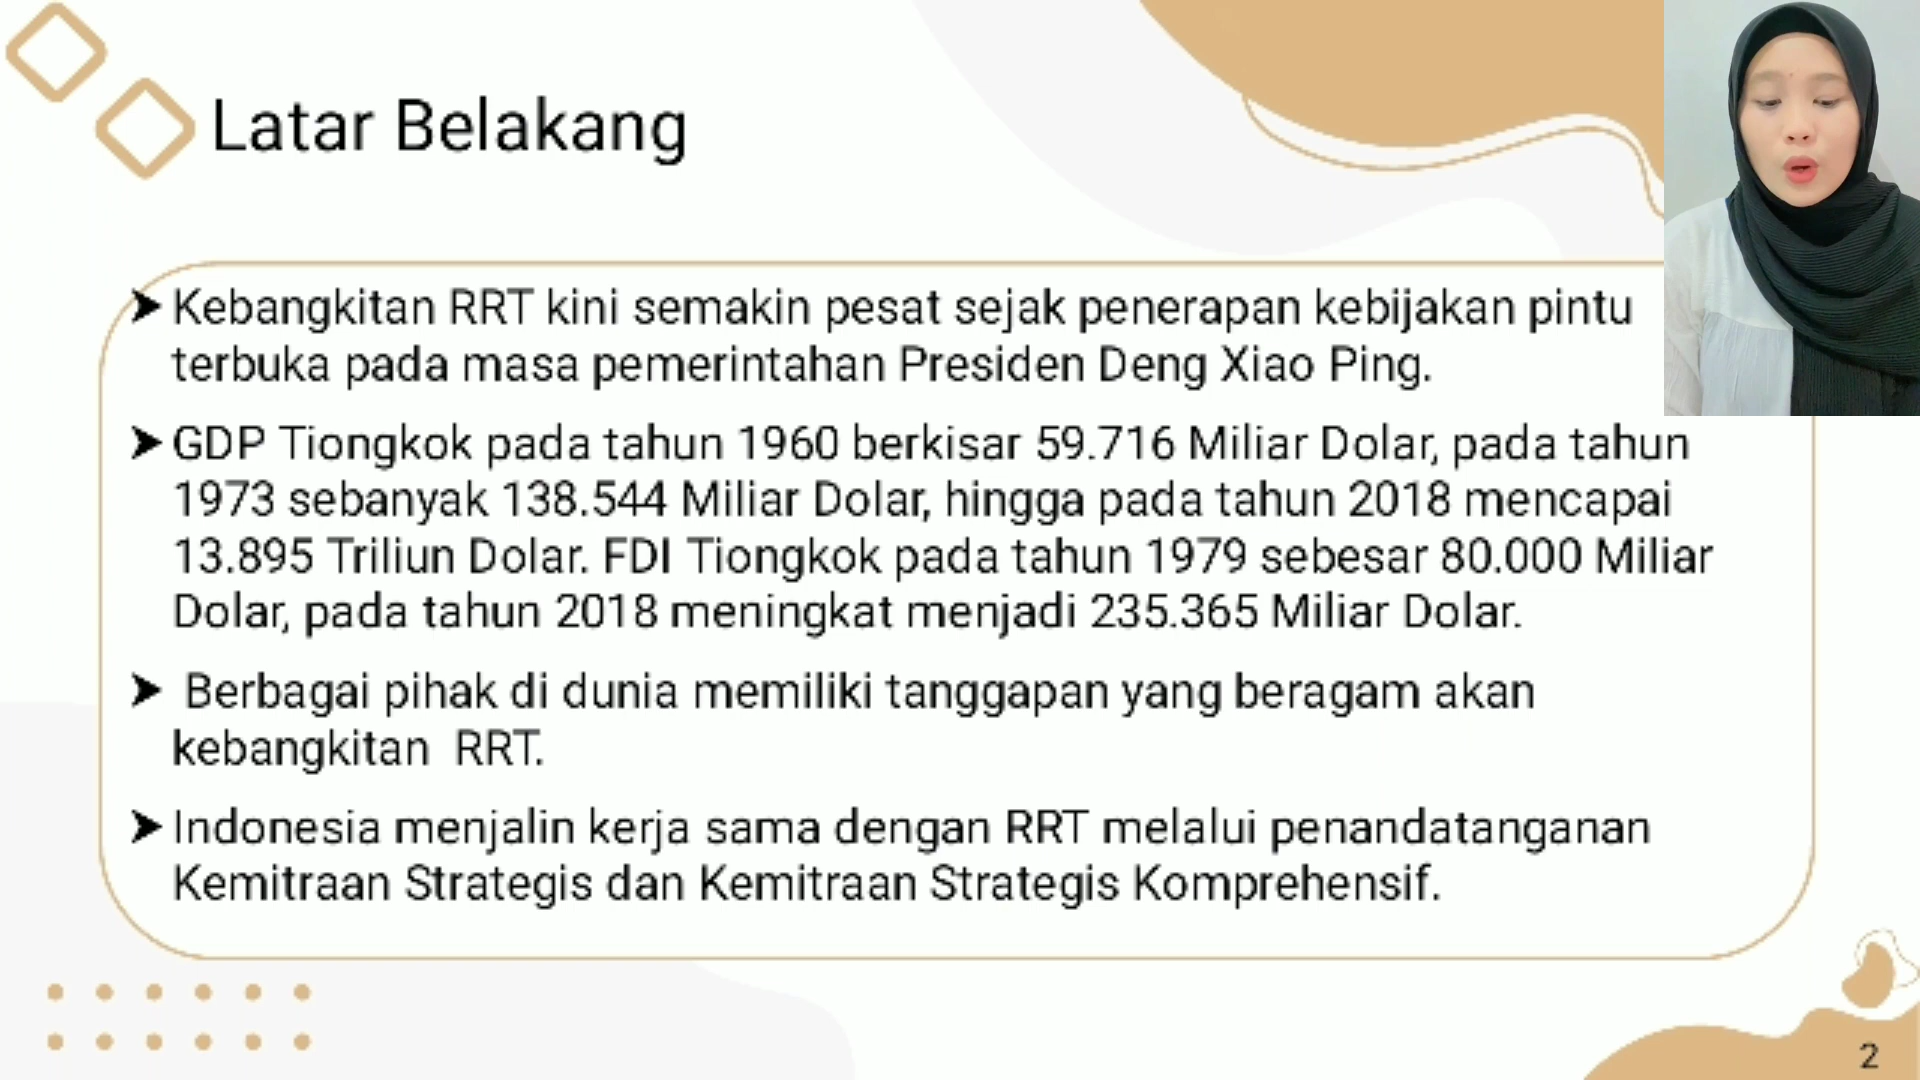 Latar Belakang
Kebangkitan RRT kini semakin pesat sejak penerapan kebijakan pintu
terbuka pada masa pemerintahan Presiden Deng Xiao Ping.
GDP Tiongkok pada tahun 1960 berkisar 59.716 Miliar Dolar, pada tahun
1973 sebanyak 138.544 Miliar Dolar, hingga pada tahun 2018 mencapai
13.895 Triliun Dolar. FDI Tiongkok pada tahun 1979 sebesar 80.000 Miliar
Dolar, pada tahun 2018 meningkat menjadi 235.365 Miliar Dolar.
Berbagai pihak di dunia memiliki tanggapan yang beragam akan
kebangkitan RRT.
Indonesia menjalin kerja sama dengan RRT melalui penandatanganan
Kemitraan Strategis dan Kemitraan Strategis Komprehensif.
2